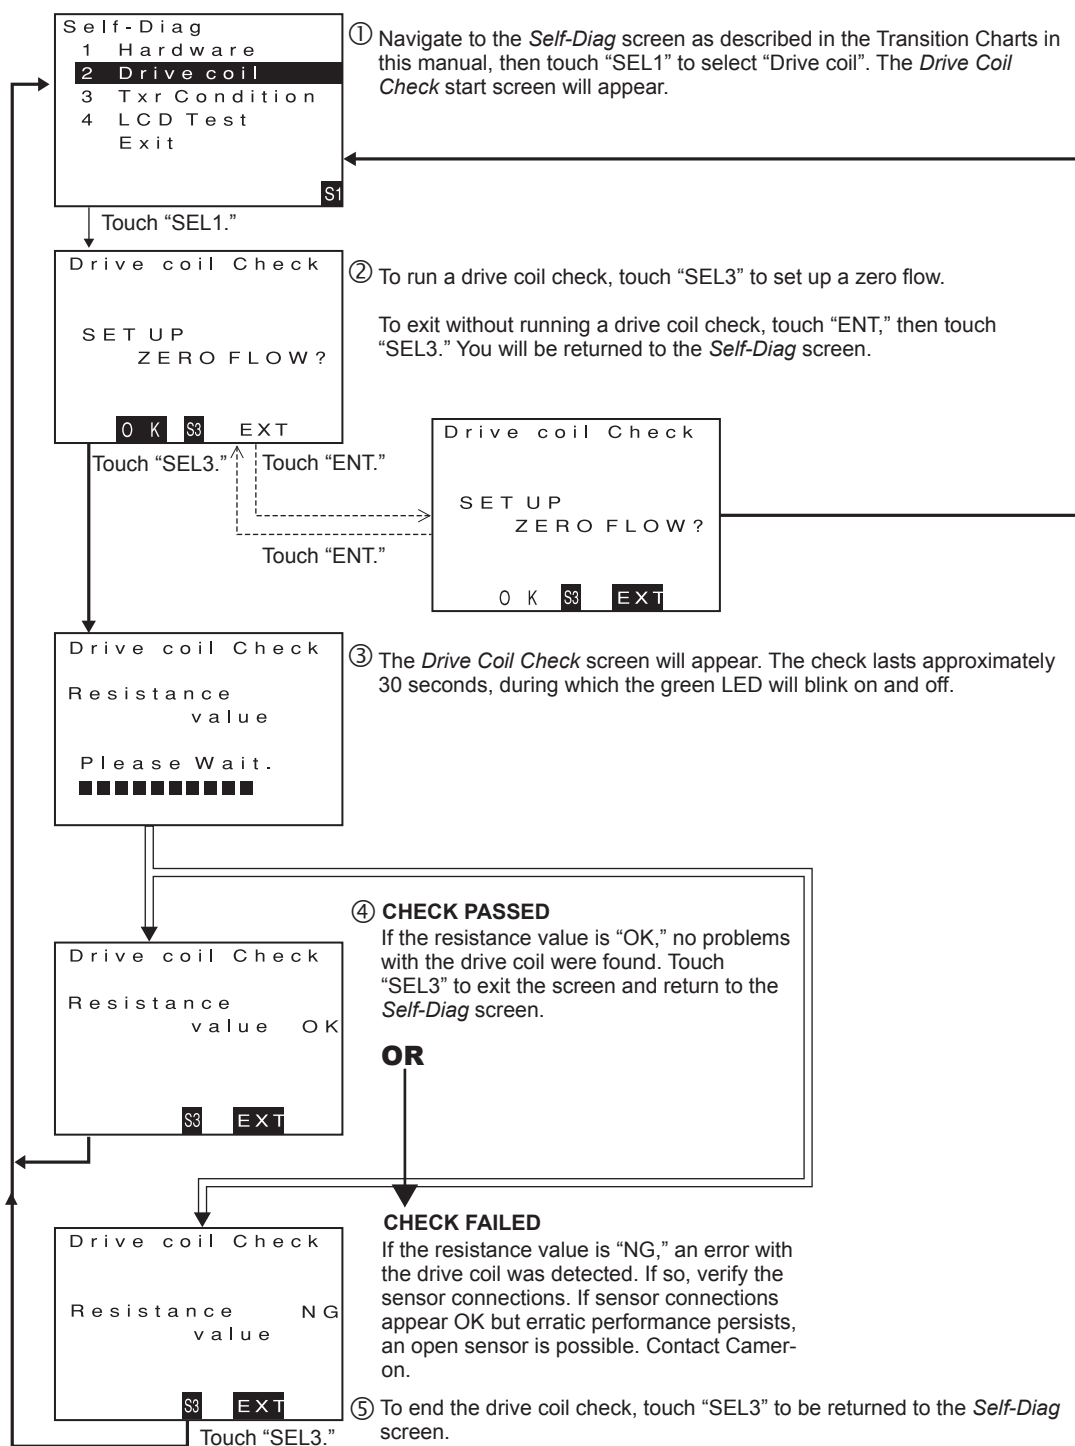 Self-Diag
1 Hardware
2 Drive coil
3 Txr Condition
4 LCD Test
Exit
S1
① Navigate to the Self-Diag screen as described in the Transition Charts in
this manual, then touch “SEL1” to select “Drive coil”. The Drive Coil
Check start screen will appear.
Touch “SEL1.”
Drive coil Check
SET UP
ZERO FLOW?
OK S3 EXT
② To run a drive coil check, touch “SEL3” to set up a zero flow.
To exit without running a drive coil check, touch “ENT,” then touch
“SEL3.” You will be returned to the Self-Diag screen.
Touch “SEL3.”
Touch “ENT.”
Touch “ENT.”
Drive coil Check
SET UP
ZERO FLOW?
OK S3 EXT
Drive coil Check
Resistance
value
Please Wait.
③ The Drive Coil Check screen will appear. The check lasts approximately
30 seconds, during which the green LED will blink on and off.
Drive coil Check
Resistance
value OK
S3 EXT
④ CHECK PASSED
If the resistance value is “OK,” no problems
with the drive coil were found. Touch
“SEL3” to exit the screen and return to the
Self-Diag screen.
OR
CHECK FAILED
If the resistance value is “NG,” an error with
the drive coil was detected. If so, verify the
sensor connections. If sensor connections
appear OK but erratic performance persists,
an open sensor is possible. Contact Camer-
on.
Drive coil Check
Resistance NG
value
S3 EXT
Touch “SEL3.”
⑤ To end the drive coil check, touch “SEL3” to be returned to the Self-Diag
screen.